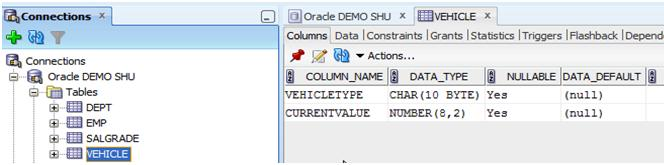 Connections
Connections
Oracle DEMO SHU
Tables
DEPT
EMP
SALGRADE
VEHICLE
Oracle DEMO SHU VEHICLE
Columns Data Constraints Grants Statistics Triggers Flashback Depend
Actions...
COLUMN_NAME DATA_TYPE NULLABLE DATA_DEFAULT
VEHICLETYPE CHAR(10 BYTE) Yes (null)
CURRENTVALUE NUMBER(8,2) Yes (null)